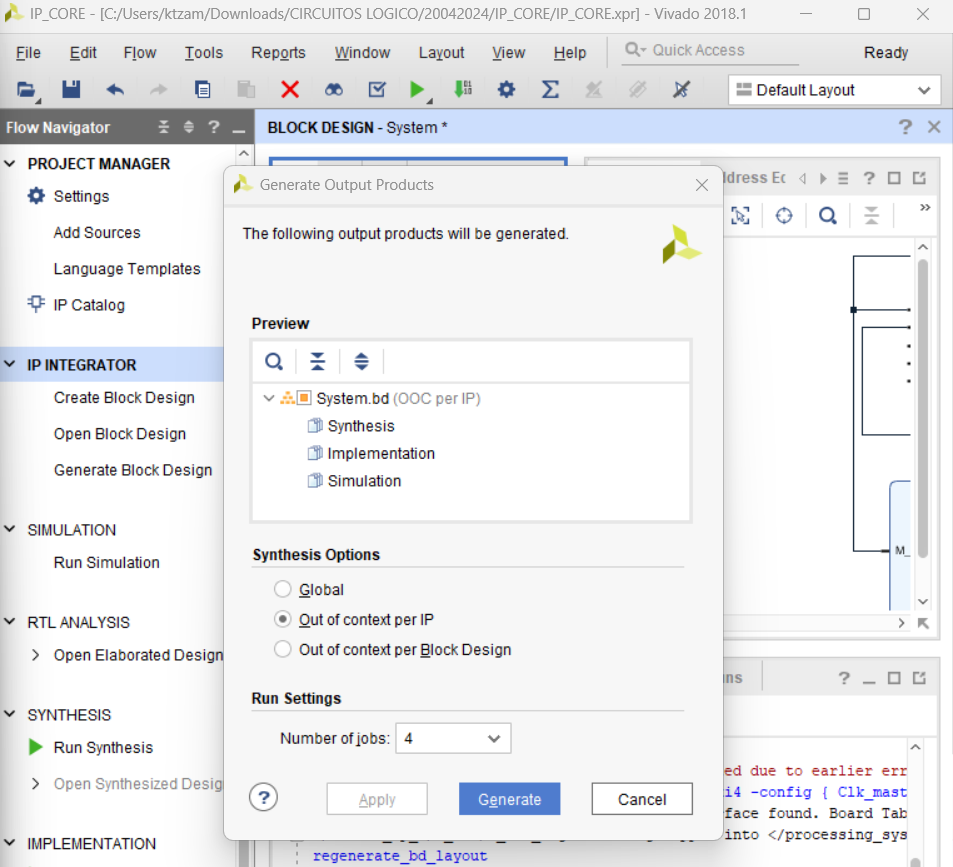 IP_CORE - [C:/Users/ktzam/Downloads/CIRCUITOS LOGICO/20042024/IP_CORE/IP_CORE.xpr] - Vivado 2018.1
File Edit Flow Tools Reports Window Layout View Help Quick Access Ready
Default Layout
Flow Navigator
BLOCK DESIGN - System *
PROJECT MANAGER
Settings
Add Sources
Language Templates
IP Catalog
IP INTEGRATOR
Create Block Design
Open Block Design
Generate Block Design
SIMULATION
Run Simulation
RTL ANALYSIS
Open Elaborated Design
SYNTHESIS
Run Synthesis
Open Synthesized Desig
IMPLEMENTATION
Generate Output Products
The following output products will be generated.
Preview
System.bd (OOC per IP)
Synthesis
Implementation
Simulation
Synthesis Options
Global
Out of context per IP
Out of context per Block Design
Run Settings
Number of jobs: 4
? Apply Generate Cancel
dress Ec
M_
ns
ed due to earlier err
i4 -config { Clk_mast
face found. Board Tab
into </processing_sys
regenerate_bd_layout